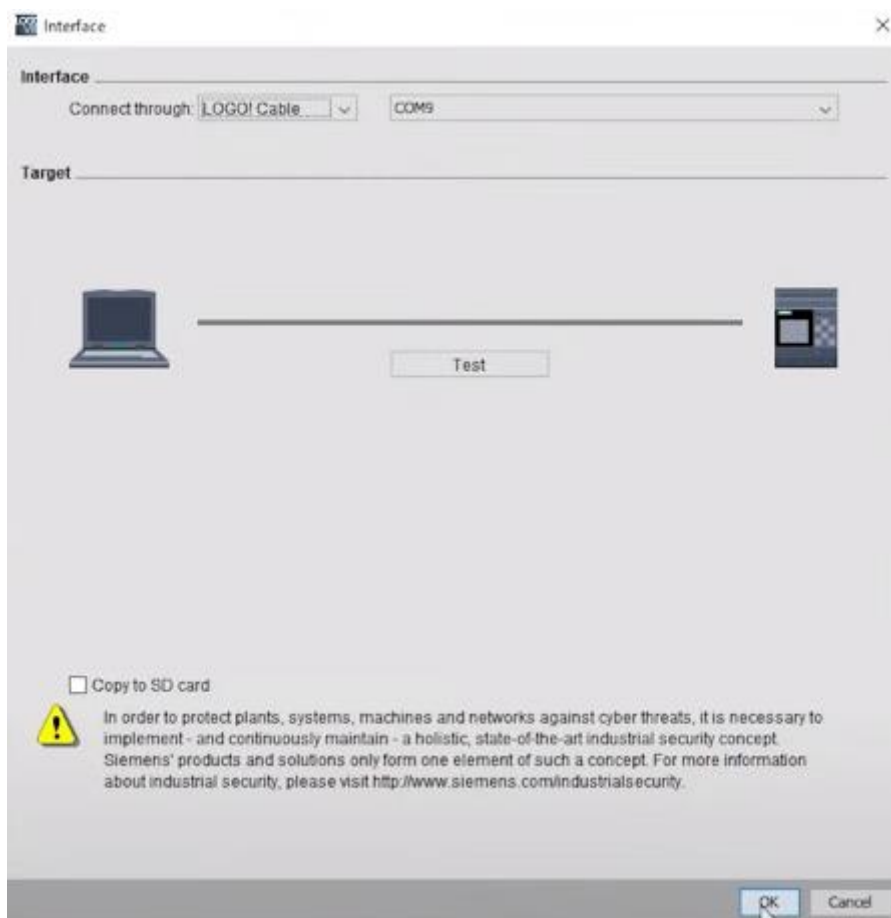 Interface
Interface
Connect through: LOGO! Cable COM9
Target
Test
Copy to SD card
In order to protect plants, systems, machines and networks against cyber threats, it is necessary to
implement - and continuously maintain - a holistic, state-of-the-art industrial security concept.
Siemens' products and solutions only form one element of such a concept. For more information
about industrial security, please visit http://www.siemens.com/industrialsecurity.
OK Cancel